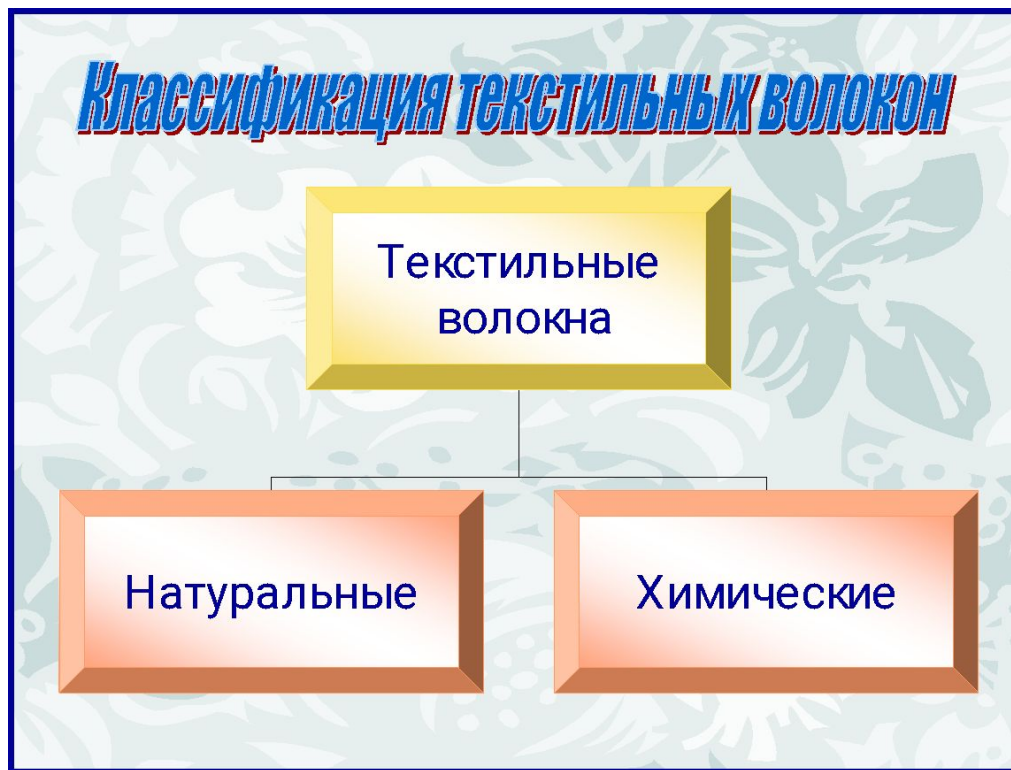 Классификация текстильных волокон
Текстильные
волокна
Натуральные
Химические